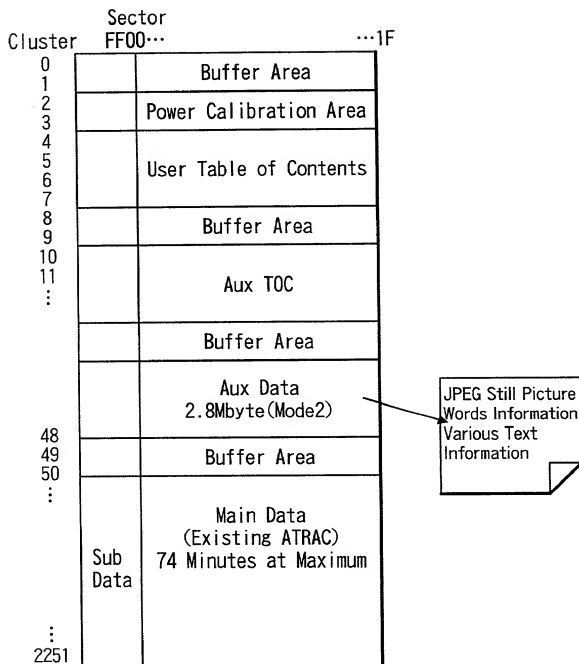 Sector
Cluster FF00⋯ ⋯1F
0
1
Buffer Area
2
3
Power Calibration Area
4
5
6
7
User Table of Contents
8
9
Buffer Area
10
11
⋮
Aux TOC
Buffer Area
Aux Data
2.8Mbyte(Mode2)
JPEG Still Picture
Words Information
Various Text
Information
48
49
Buffer Area
50
⋮
Main Data
(Existing ATRAC)
74 Minutes at Maximum
Sub
Data
⋮
2251